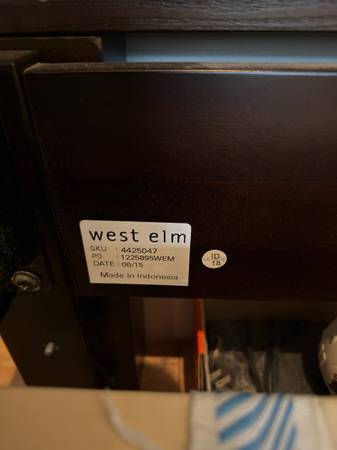 west elm
SKU : 4425047
PO : 1225895WEM
DATE : 06/15
Made In Indonesia
ID
18